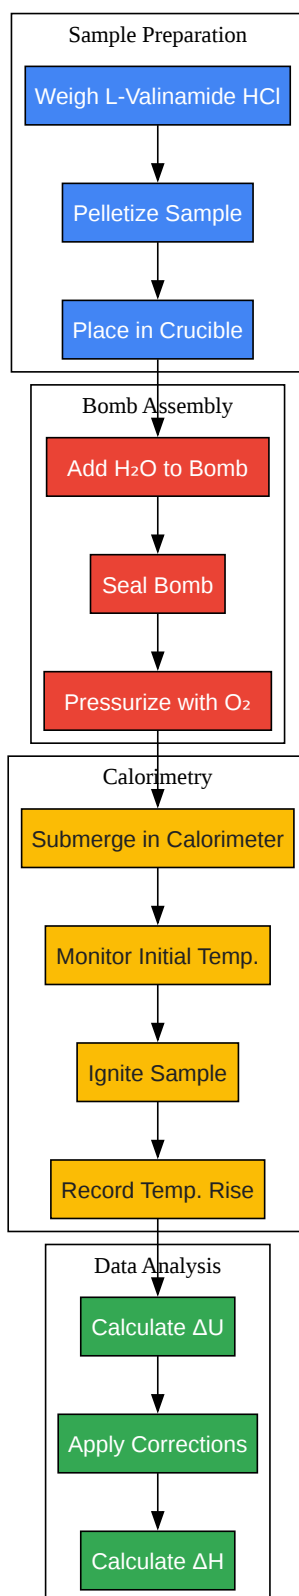 Sample Preparation
Weigh L-Valinamide HCl
Pelletize Sample
Place in Crucible
Bomb Assembly
Add H₂O to Bomb
Seal Bomb
Pressurize with O₂
Calorimetry
Submerge in Calorimeter
Monitor Initial Temp.
Ignite Sample
Record Temp. Rise
Data Analysis
Calculate ΔU
Apply Corrections
Calculate ΔH